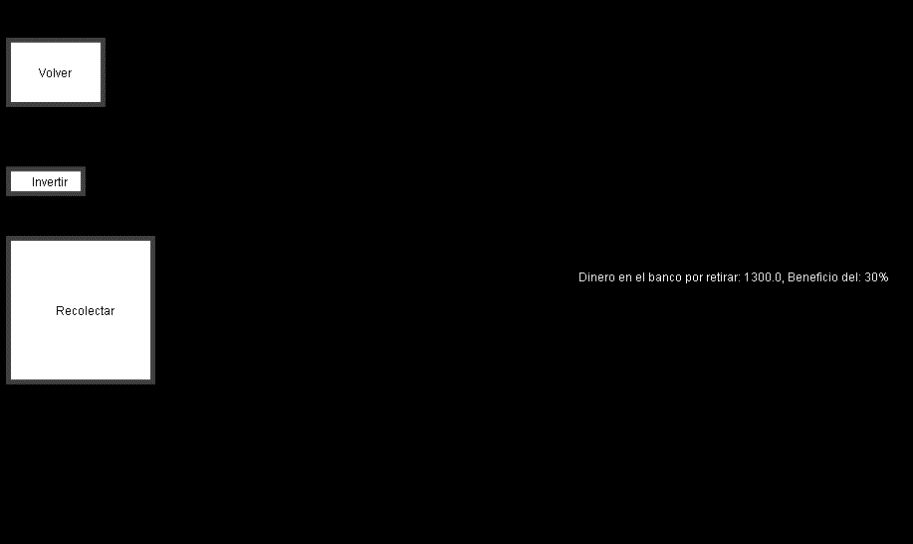 Volver
Invertir
Dinero en el banco por retirar: 1300.0, Beneficio del: 30%
Recolectar